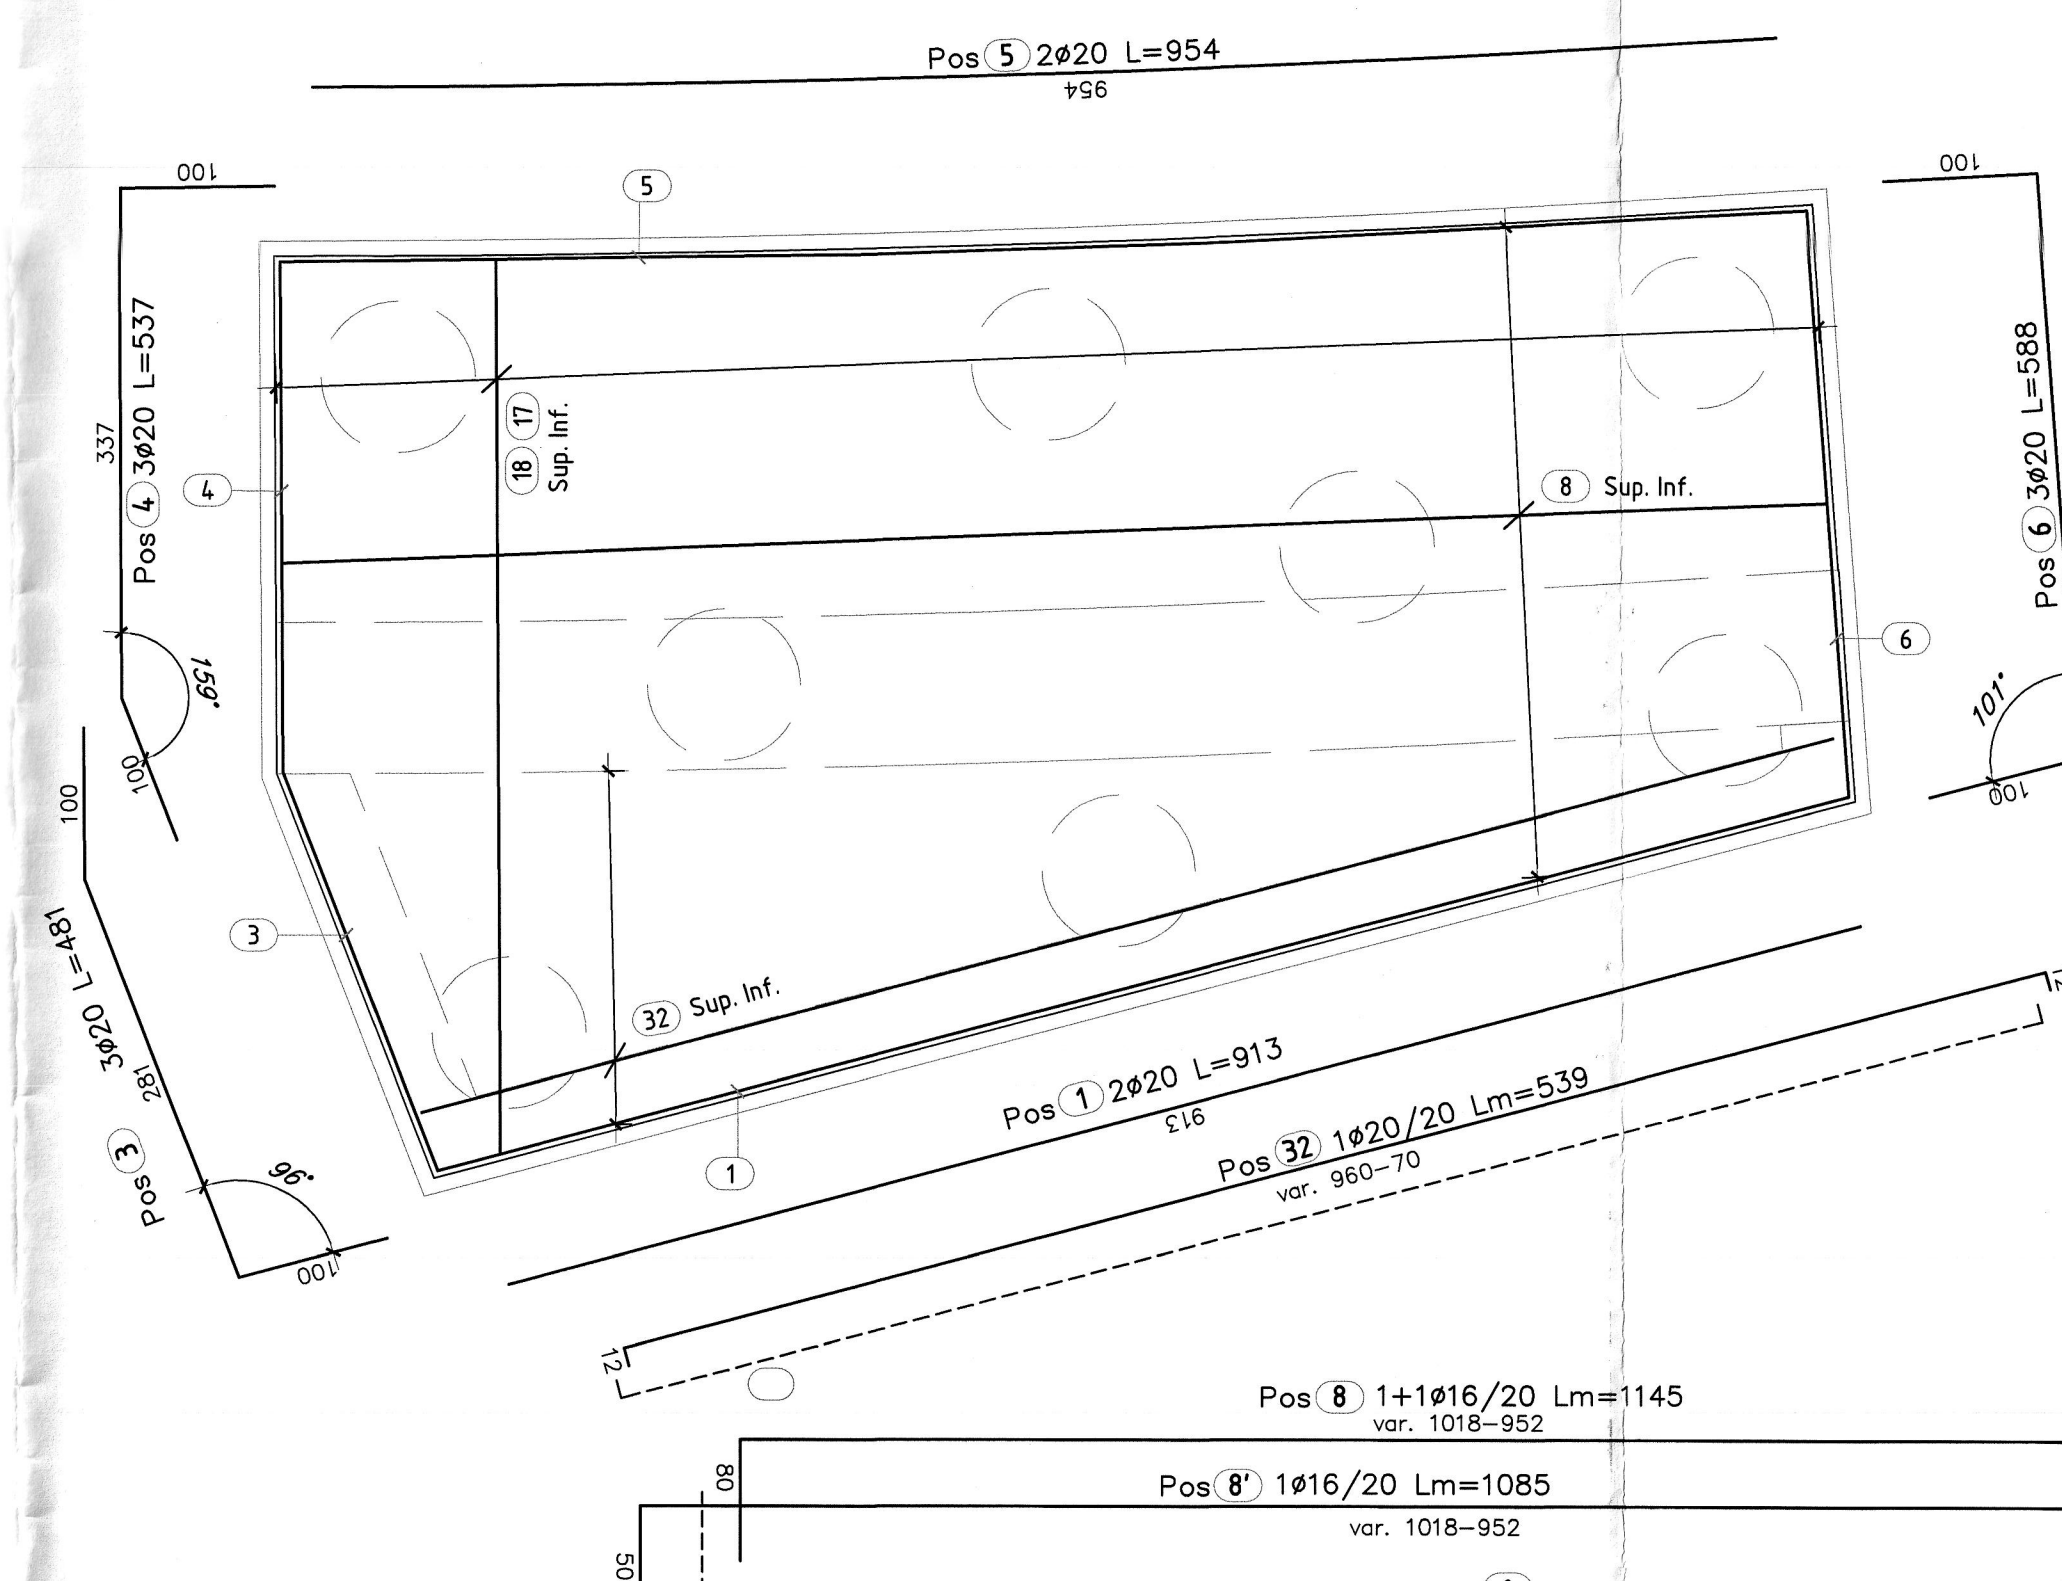 Pos 5 2ø20 L=954
954
100
100
5
Pos 4 3ø20 L=537
337
18 17
Sup. Inf.
4
8 Sup. Inf.
Pos 6 3ø20 L=588
6
159°
100
101°
100
100
3
Pos 3 3ø20 L=481
281
96°
100
32 Sup. Inf.
1
Pos 1 2ø20 L=913
913
Pos 32 1ø20/20 Lm=539
var. 960-70
12
Pos 8 1+1ø16/20 Lm=1145
var. 1018-952
80
Pos 8' 1ø16/20 Lm=1085
var. 1018-952
50